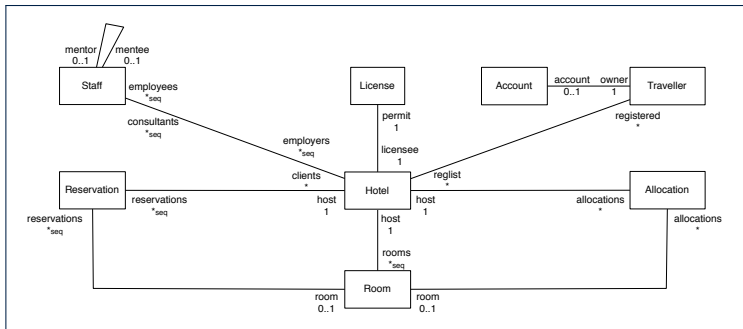 mentor
mentee
0..1
0..1
Staff
employees
*seq
consultants
*seq
License
permit
1
licensee
1
Account
account
0..1
owner
1
Traveller
registered
*
employers
*seq
clients
*
reglist
*
Reservation
reservations
*seq
host
1
Hotel
host
1
allocations
*
Allocation
reservations
*seq
host
1
rooms
*seq
allocations
*
room
0..1
Room
room
0..1